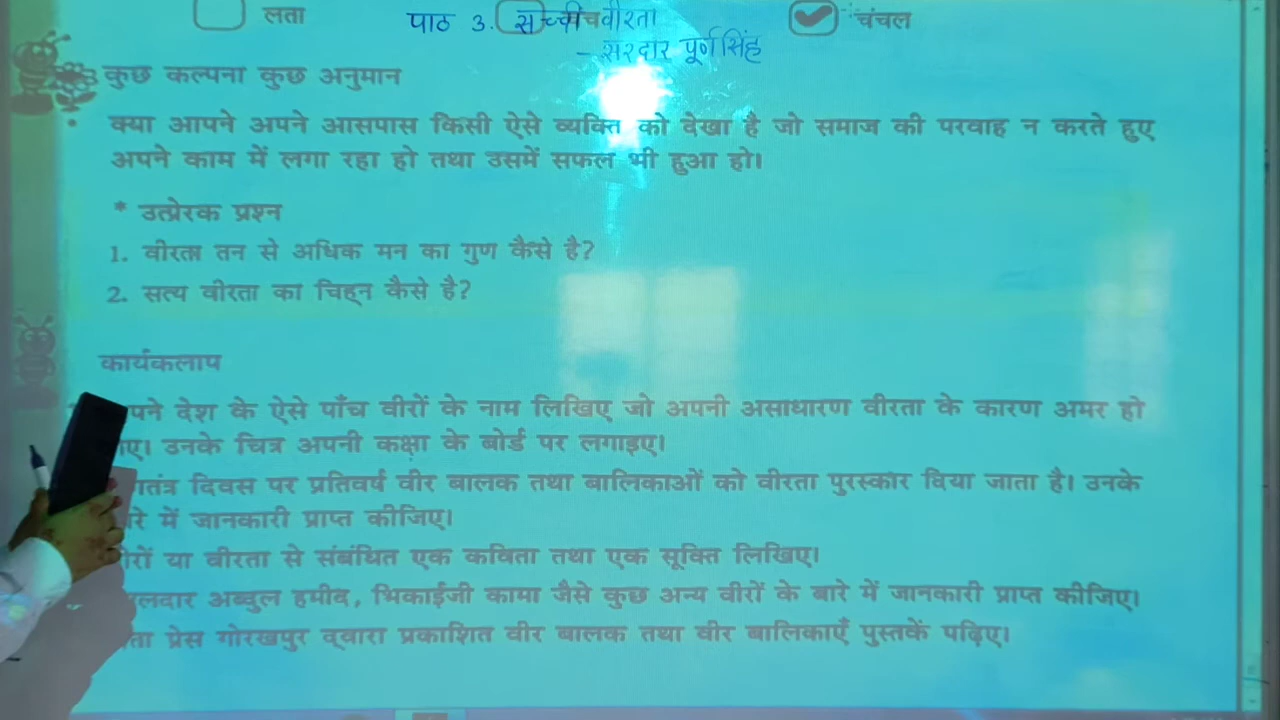 लता पाठ 3. सच्ची वीरता चंचल
- सरदार पूर्ण सिंह
कुछ कल्पना कुछ अनुमान
क्या आपने अपने आसपास किसी ऐसे व्यक्ति को देखा है जो समाज की परवाह न करते हुए
अपने काम में लगा रहा हो तथा उसमें सफल भी हुआ हो।
* उत्प्रेरक प्रश्न
1. वीरता तन से अधिक मन का गुण कैसे है?
2. सत्य वीरता का चिह्न कैसे है?
कार्यकलाप
पने देश के ऐसे पाँच वीरों के नाम लिखिए जो अपनी असाधारण वीरता के कारण अमर हो
ए। उनके चित्र अपनी कक्षा के बोर्ड पर लगाइए।
तंत्र दिवस पर प्रतिवर्ष वीर बालक तथा बालिकाओं को वीरता पुरस्कार दिया जाता है। उनके
रे में जानकारी प्राप्त कीजिए।
रों या वीरता से संबंधित एक कविता तथा एक सूक्ति लिखिए।
लदार अब्दुल हमीद, भिकाईजी कामा जैसे कुछ अन्य वीरों के बारे में जानकारी प्राप्त कीजिए।
ता प्रेस गोरखपुर द्वारा प्रकाशित वीर बालक तथा वीर बालिकाएँ पुस्तकें पढ़िए।